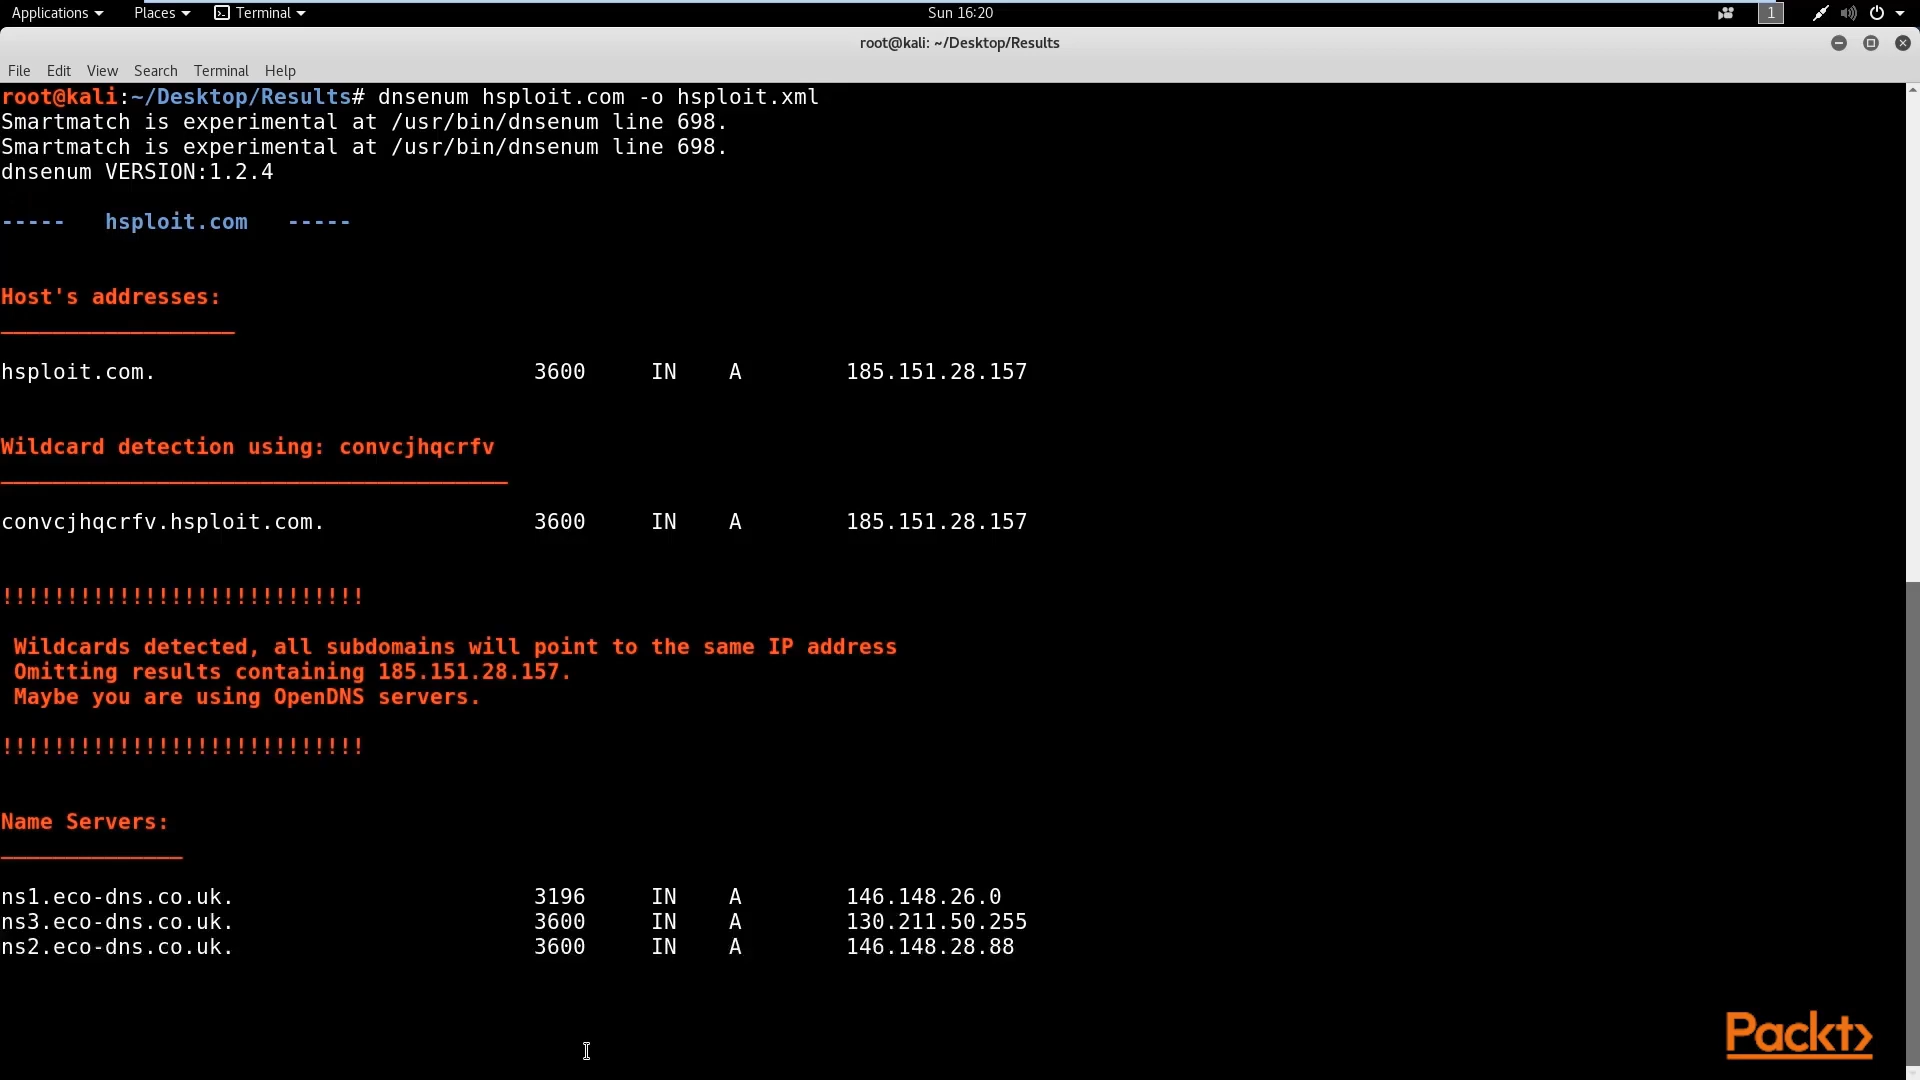 Applications Places Terminal Sun 16:20 1
root@kali: ~/Desktop/Results
File Edit View Search Terminal Help
root@kali:~/Desktop/Results# dnsenum hsploit.com -o hsploit.xml
Smartmatch is experimental at /usr/bin/dnsenum line 698.
Smartmatch is experimental at /usr/bin/dnsenum line 698.
dnsenum VERSION:1.2.4
----- hsploit.com -----
Host's addresses:
__________________
hsploit.com. 3600 IN A 185.151.28.157
Wildcard detection using: convcjhqcrfv
_______________________________________
convcjhqcrfv.hsploit.com. 3600 IN A 185.151.28.157
!!!!!!!!!!!!!!!!!!!!!!!!!!!!
Wildcards detected, all subdomains will point to the same IP address
Omitting results containing 185.151.28.157.
Maybe you are using OpenDNS servers.
!!!!!!!!!!!!!!!!!!!!!!!!!!!!
Name Servers:
______________
ns1.eco-dns.co.uk. 3196 IN A 146.148.26.0
ns3.eco-dns.co.uk. 3600 IN A 130.211.50.255
ns2.eco-dns.co.uk. 3600 IN A 146.148.28.88
Packt>